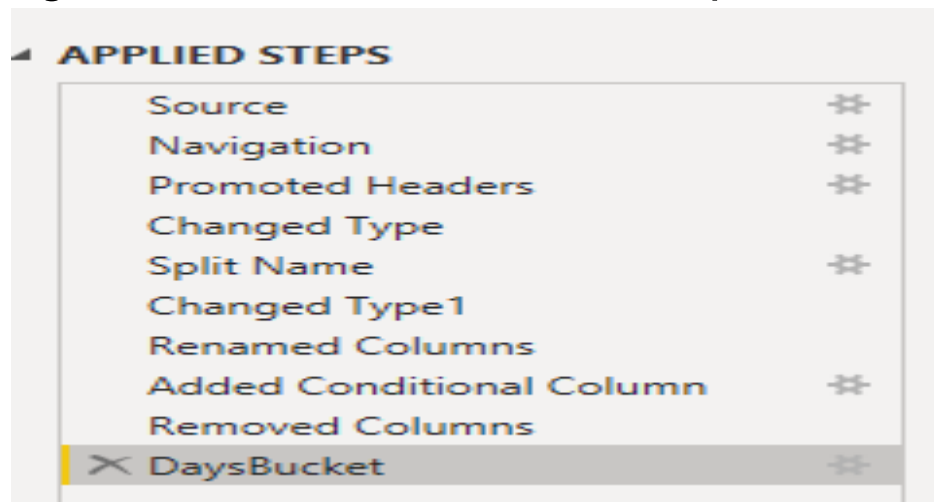 APPLIED STEPS
Source
Navigation
Promoted Headers
Changed Type
Split Name
Changed Type1
Renamed Columns
Added Conditional Column
Removed Columns
DaysBucket